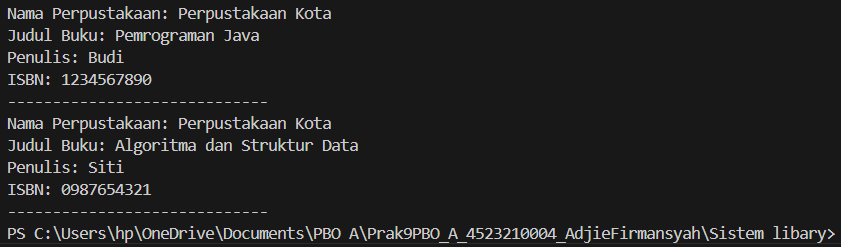 Nama Perpustakaan: Perpustakaan Kota
Judul Buku: Pemrograman Java
Penulis: Budi
ISBN: 1234567890
-----------------------------
Nama Perpustakaan: Perpustakaan Kota
Judul Buku: Algoritma dan Struktur Data
Penulis: Siti
ISBN: 0987654321
-----------------------------
PS C:\Users\hp\OneDrive\Documents\PBO A\Prak9PBO_A_4523210004_AdjieFirmansyah\Sistem libary>